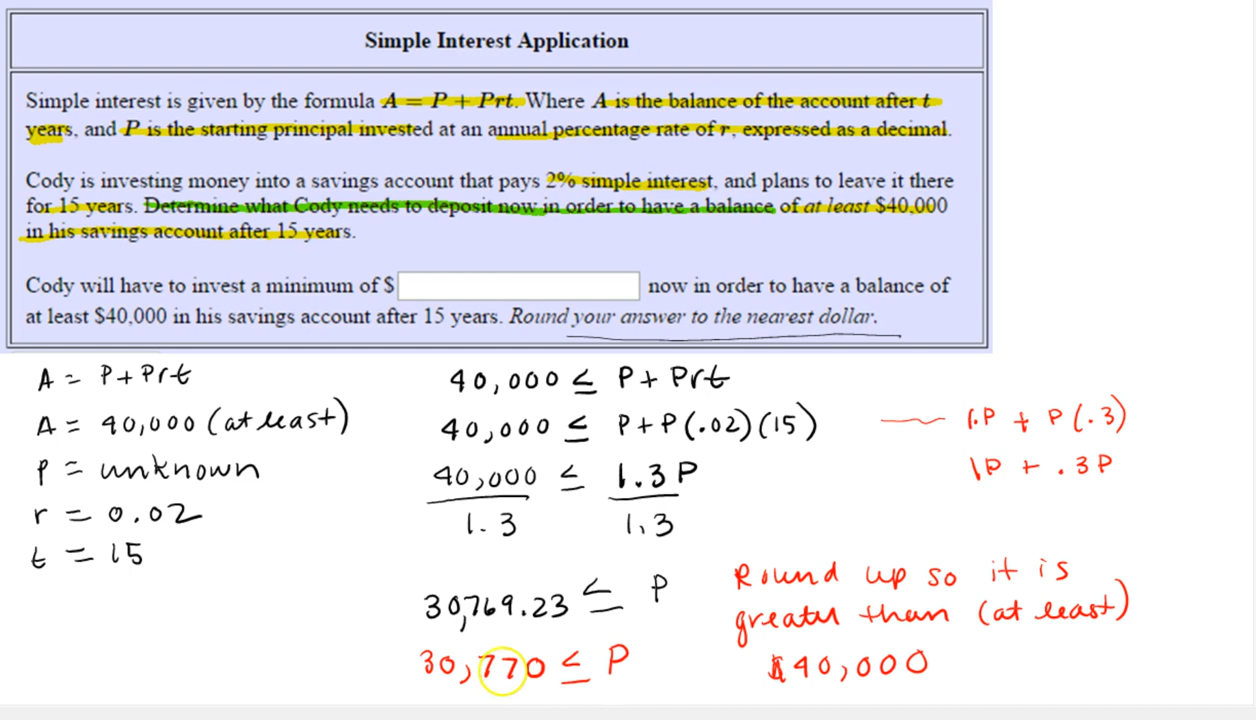 Simple Interest Application
Simple interest is given by the formula A = P + Prt. Where A is the balance of the account after t
years, and P is the starting principal invested at an annual percentage rate of r, expressed as a decimal.
Cody is investing money into a savings account that pays 2% simple interest, and plans to leave it there
for 15 years. Determine what Cody needs to deposit now in order to have a balance of at least $40,000
in his savings account after 15 years.
Cody will have to invest a minimum of $ now in order to have a balance of
at least $40,000 in his savings account after 15 years. Round your answer to the nearest dollar.
A = P + Prt
A = 40,000 (at least)
P = unknown
r = 0.02
t = 15
40,000 ≤ P + Prt
40,000 ≤ P + P(.02)(15)
40,000 ≤ 1.3P
1.3 1.3
30,769.23 ≤ P
30,770 ≤ P
1.P + P(.3)
1P + .3P
Round up so it is
greater than (at least)
$40,000